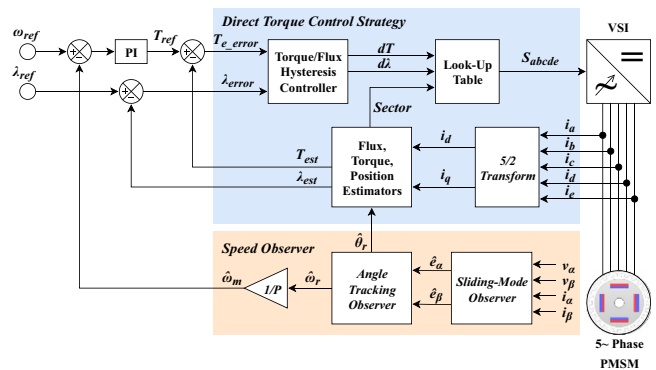 Direct Torque Control Strategy
VSI
ω_ref
T_ref
T_e_error
PI
λ_ref
λ_error
Torque/Flux
Hysteresis
Controller
dT
dλ
Look-Up
Table
S_abcde
Sector
T_est
λ_est
Flux,
Torque,
Position
Estimators
i_d
i_q
5/2
Transform
i_a
i_b
i_c
i_d
i_e
Speed Observer
θ̂_r
ω̂_m
1/P
ω̂_r
Angle
Tracking
Observer
ê_α
ê_β
Sliding-Mode
Observer
v_α
v_β
i_α
i_β
5~ Phase
PMSM